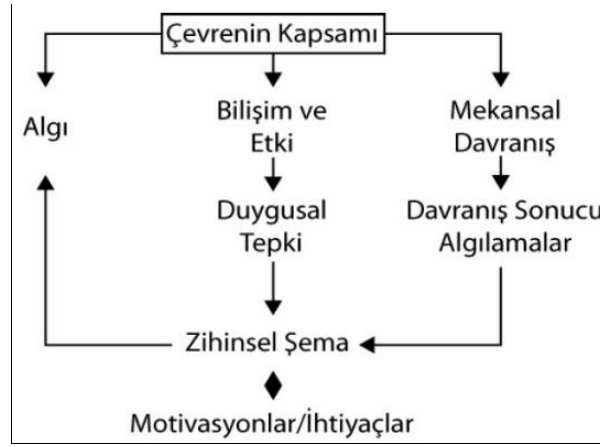 Çevrenin Kapsamı
Algı
Bilişim ve
Etki
Mekansal
Davranış
Duygusal
Tepki
Davranış Sonucu
Algılamalar
Zihinsel Şema
Motivasyonlar/İhtiyaçlar